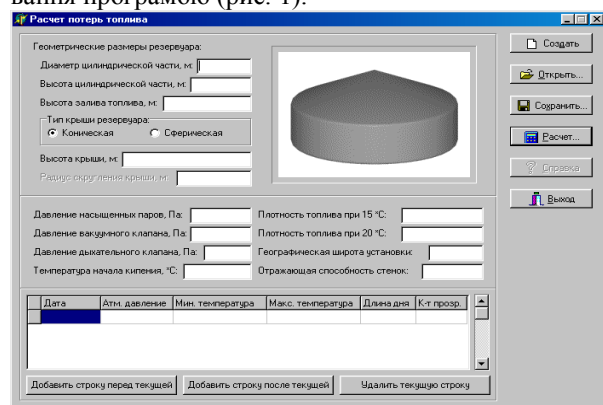 вання програмою (рис. 1).
Расчет потерь топлива
Геометрические размеры резервуара:
Диаметр цилиндрической части, м:
Высота цилиндрической части, м:
Высота залива топлива, м:
Тип крыши резервуара:
Коническая Сферическая
Высота крыши, м:
Радиус скругления крыши, м:
Создать
Открыть...
Сохранить...
Расчет...
Справка
Выход
Давление насыщенных паров, Па: Плотность топлива при 15 °С:
Давление вакуумного клапана, Па: Плотность топлива при 20 °С:
Давление дыхательного клапана, Па: Географическая широта установки:
Температура начала кипения, °С: Отражающая способность стенок:
Дата Атм. давление Мин. температура Макс. температура Длина дня К-т прозр.
Добавить строку перед текущей Добавить строку после текущей Удалить текущую строку